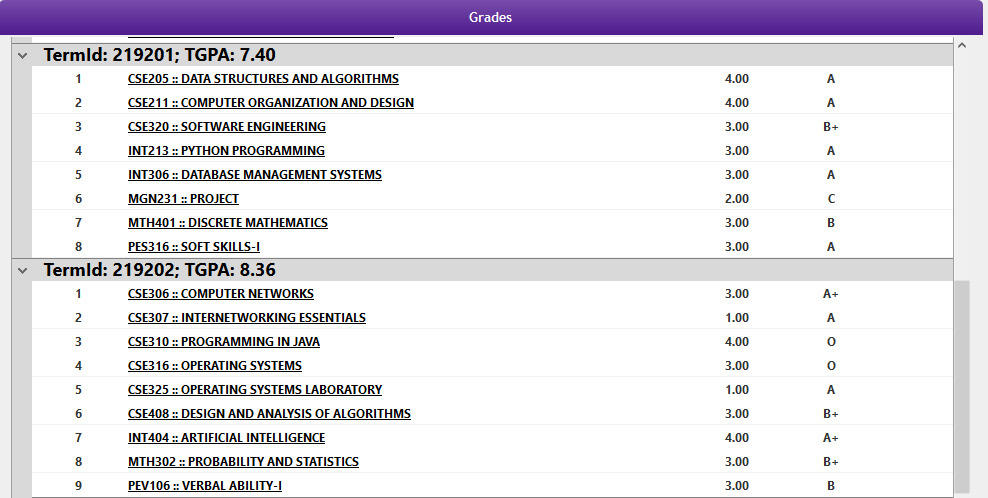 Grades
TermId: 219201; TGPA: 7.40
1 CSE205 :: DATA STRUCTURES AND ALGORITHMS 4.00 A
2 CSE211 :: COMPUTER ORGANIZATION AND DESIGN 4.00 A
3 CSE320 :: SOFTWARE ENGINEERING 3.00 B+
4 INT213 :: PYTHON PROGRAMMING 3.00 A
5 INT306 :: DATABASE MANAGEMENT SYSTEMS 3.00 A
6 MGN231 :: PROJECT 2.00 C
7 MTH401 :: DISCRETE MATHEMATICS 3.00 B
8 PES316 :: SOFT SKILLS-I 3.00 A
TermId: 219202; TGPA: 8.36
1 CSE306 :: COMPUTER NETWORKS 3.00 A+
2 CSE307 :: INTERNETWORKING ESSENTIALS 1.00 A
3 CSE310 :: PROGRAMMING IN JAVA 4.00 O
4 CSE316 :: OPERATING SYSTEMS 3.00 O
5 CSE325 :: OPERATING SYSTEMS LABORATORY 1.00 A
6 CSE408 :: DESIGN AND ANALYSIS OF ALGORITHMS 3.00 B+
7 INT404 :: ARTIFICIAL INTELLIGENCE 4.00 A+
8 MTH302 :: PROBABILITY AND STATISTICS 3.00 B+
9 PEV106 :: VERBAL ABILITY-I 3.00 B